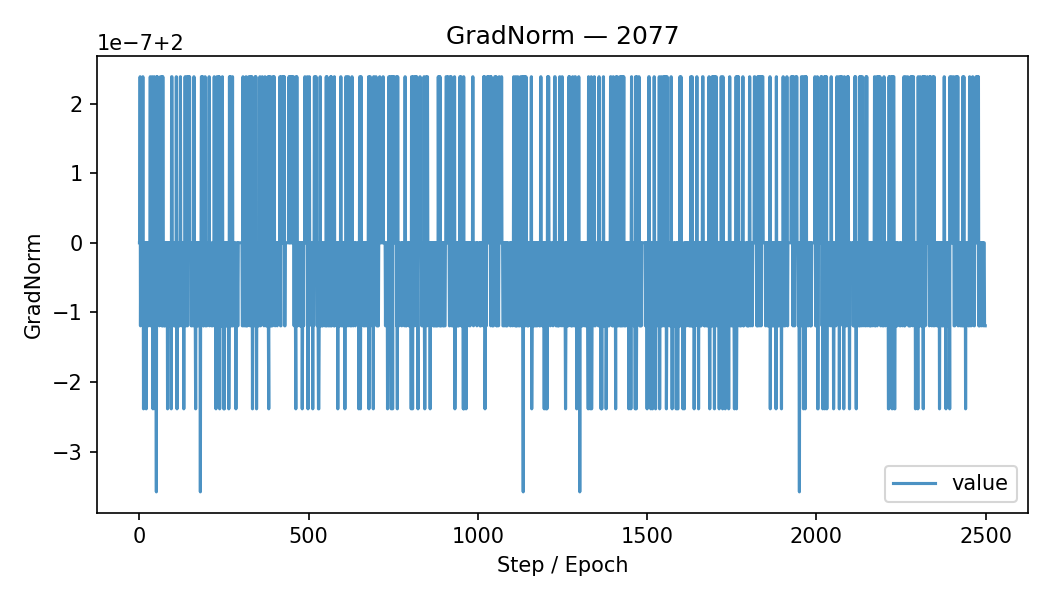 GradNorm — 2077
1e−7+2
2
1
0
−1
−2
−3
GradNorm
value
0 500 1000 1500 2000 2500
Step / Epoch